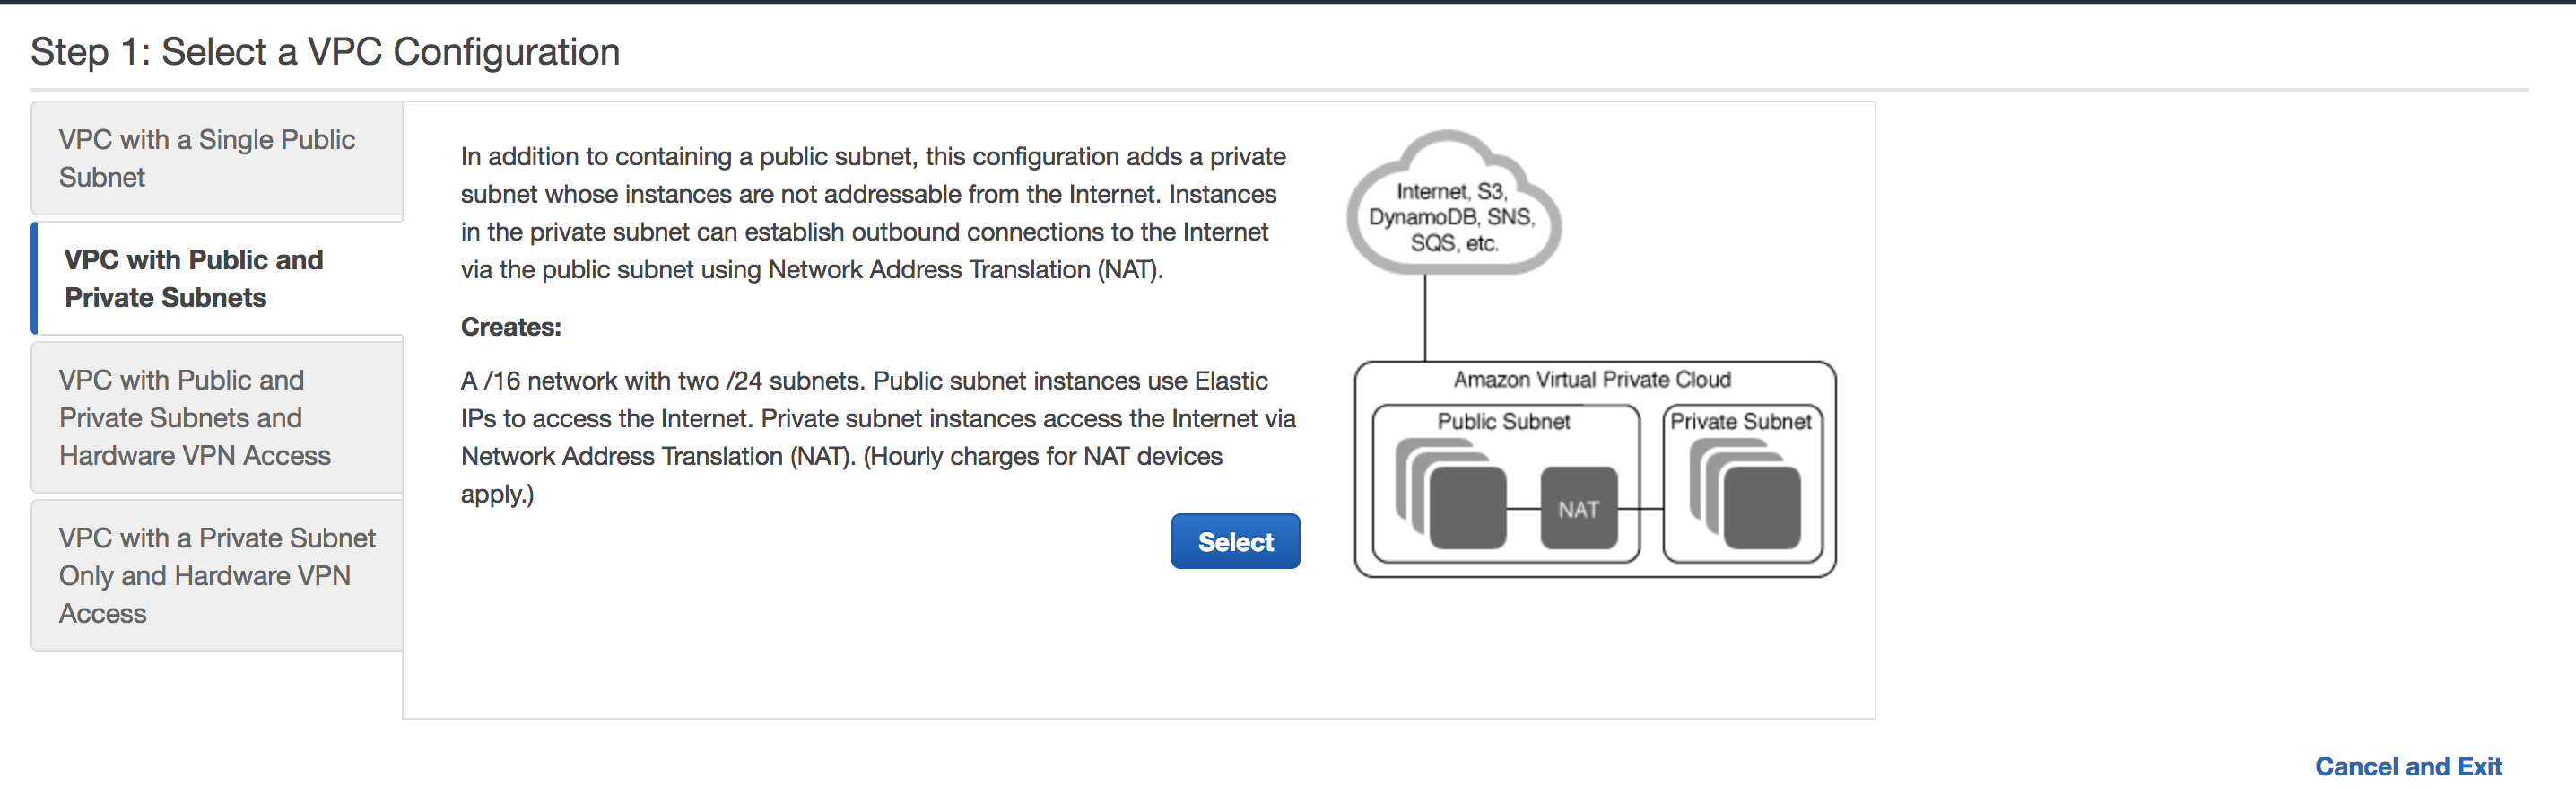 Step 1: Select a VPC Configuration
VPC with a Single Public
Subnet
VPC with Public and
Private Subnets
VPC with Public and
Private Subnets and
Hardware VPN Access
VPC with a Private Subnet
Only and Hardware VPN
Access
In addition to containing a public subnet, this configuration adds a private
subnet whose instances are not addressable from the Internet. Instances
in the private subnet can establish outbound connections to the Internet
via the public subnet using Network Address Translation (NAT).
Creates:
A /16 network with two /24 subnets. Public subnet instances use Elastic
IPs to access the Internet. Private subnet instances access the Internet via
Network Address Translation (NAT). (Hourly charges for NAT devices
apply.)
Select
Internet, S3,
DynamoDB, SNS,
SQS, etc.
Amazon Virtual Private Cloud
Public Subnet
Private Subnet
NAT
Cancel and Exit